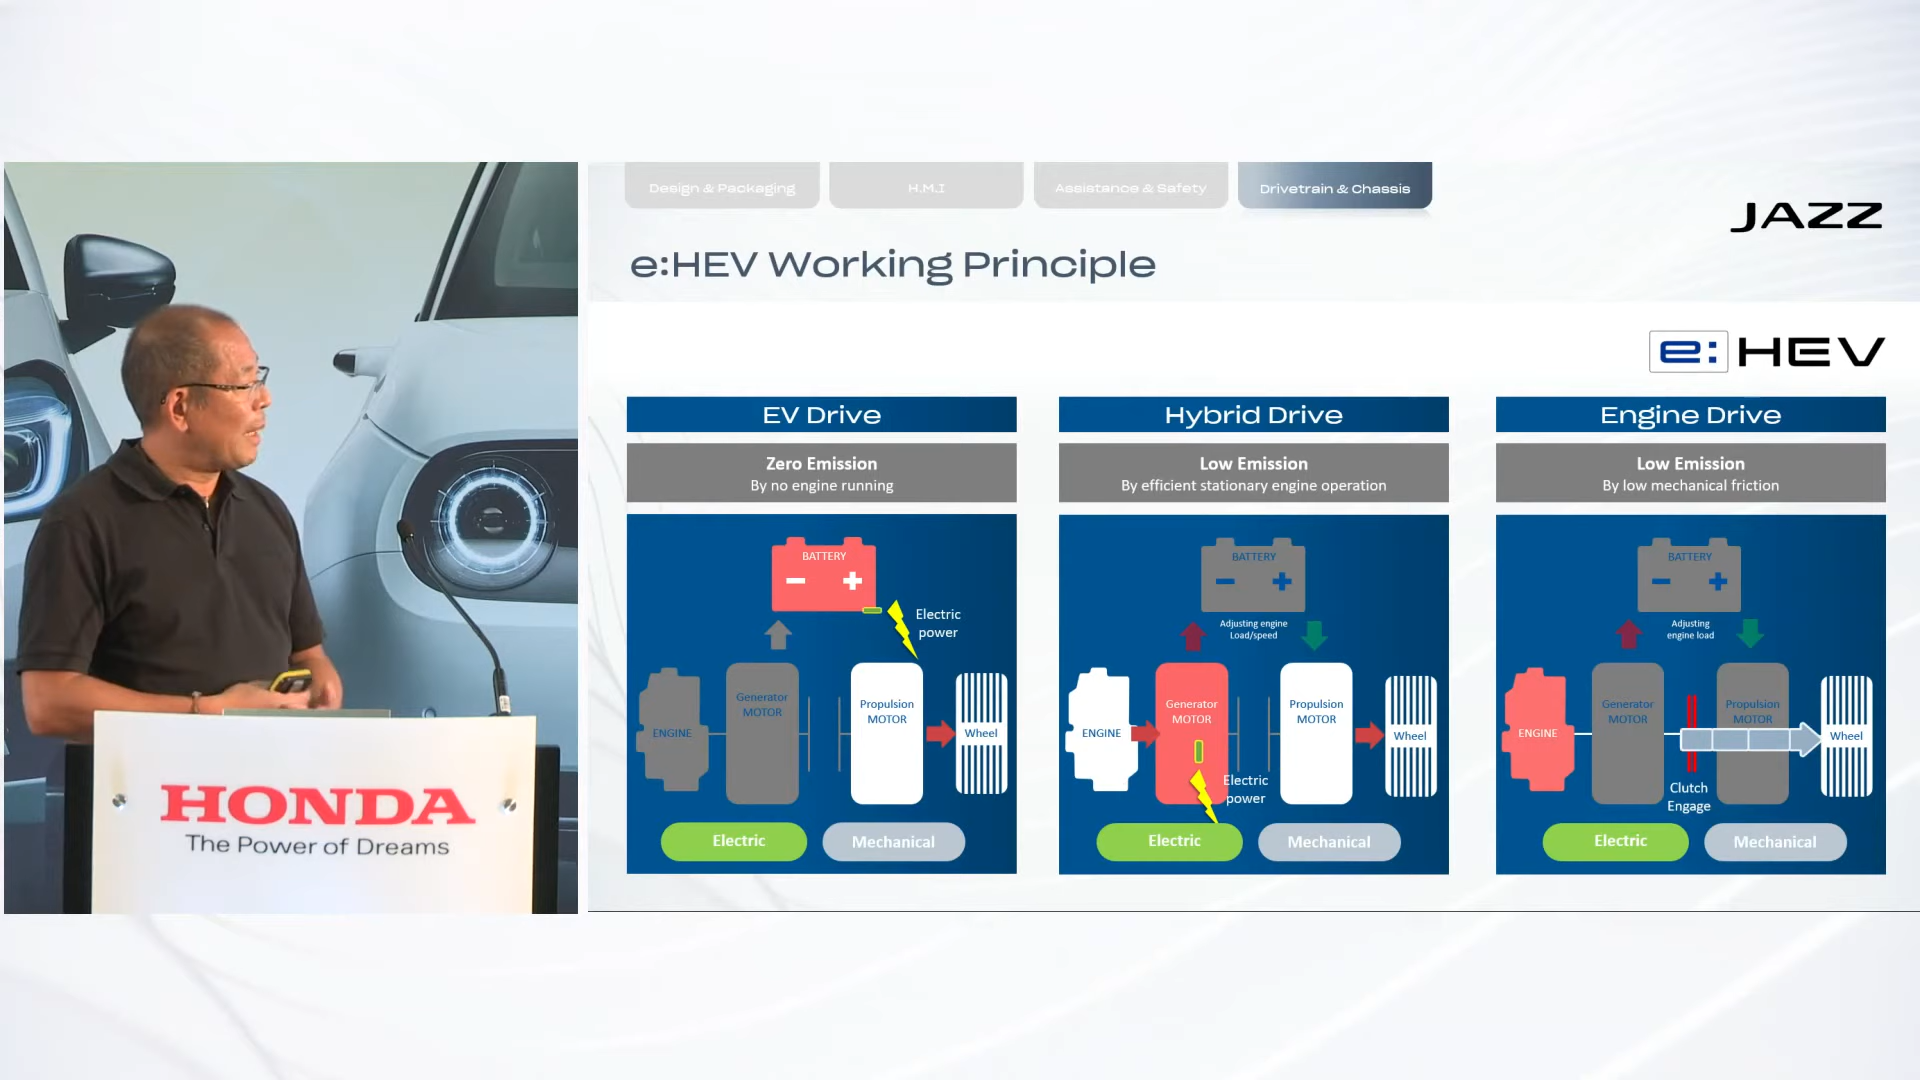 Design & Packaging
H.M.I
Assistance & Safety
Drivetrain & Chassis
JAZZ
e:HEV Working Principle
e: HEV
EV Drive
Zero Emission
By no engine running
BATTERY
Electric
power
Generator
MOTOR
Propulsion
MOTOR
ENGINE
Wheel
Electric
Mechanical
Hybrid Drive
Low Emission
By efficient stationary engine operation
BATTERY
Adjusting engine
Load/speed
Generator
MOTOR
Propulsion
MOTOR
ENGINE
Wheel
Electric
power
Electric
Mechanical
Engine Drive
Low Emission
By low mechanical friction
BATTERY
Adjusting
engine load
Generator
MOTOR
Propulsion
MOTOR
ENGINE
Wheel
Clutch
Engage
Electric
Mechanical
HONDA
The Power of Dreams